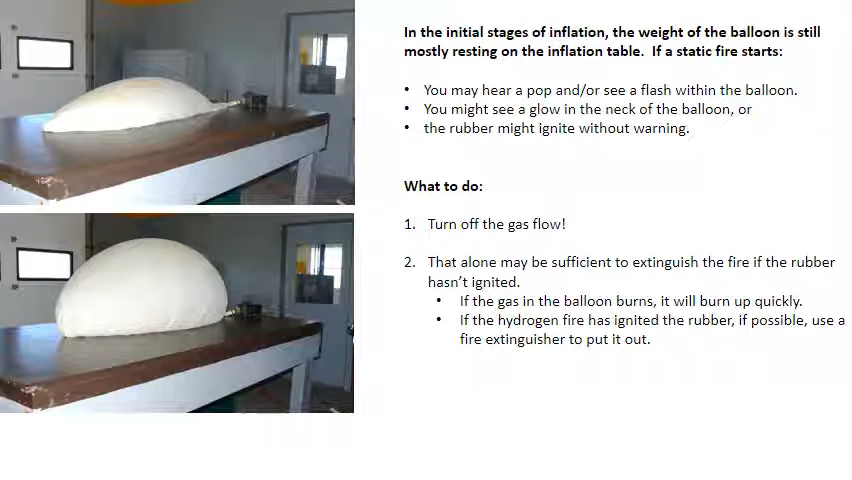 In the initial stages of inflation, the weight of the balloon is still
mostly resting on the inflation table.  If a static fire starts:
• You may hear a pop and/or see a flash within the balloon.
• You might see a glow in the neck of the balloon, or
• the rubber might ignite without warning.
What to do:
1. Turn off the gas flow!
2. That alone may be sufficient to extinguish the fire if the rubber
hasn't ignited.
• If the gas in the balloon burns, it will burn up quickly.
• If the hydrogen fire has ignited the rubber, if possible, use a
fire extinguisher to put it out.